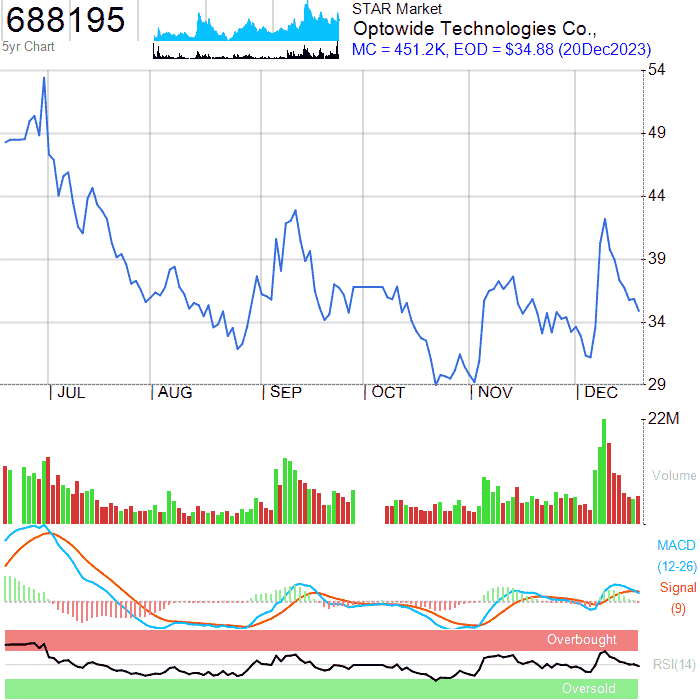 688195
5yr Chart
STAR Market
Optowide Technologies Co.,
MC = 451.2K, EOD = $34.88 (20Dec2023)
54
49
44
39
34
29
JUL AUG SEP OCT NOV DEC
22M
Volume
MACD
(12-26)
Signal
(9)
Overbought
RSI(14)
Oversold